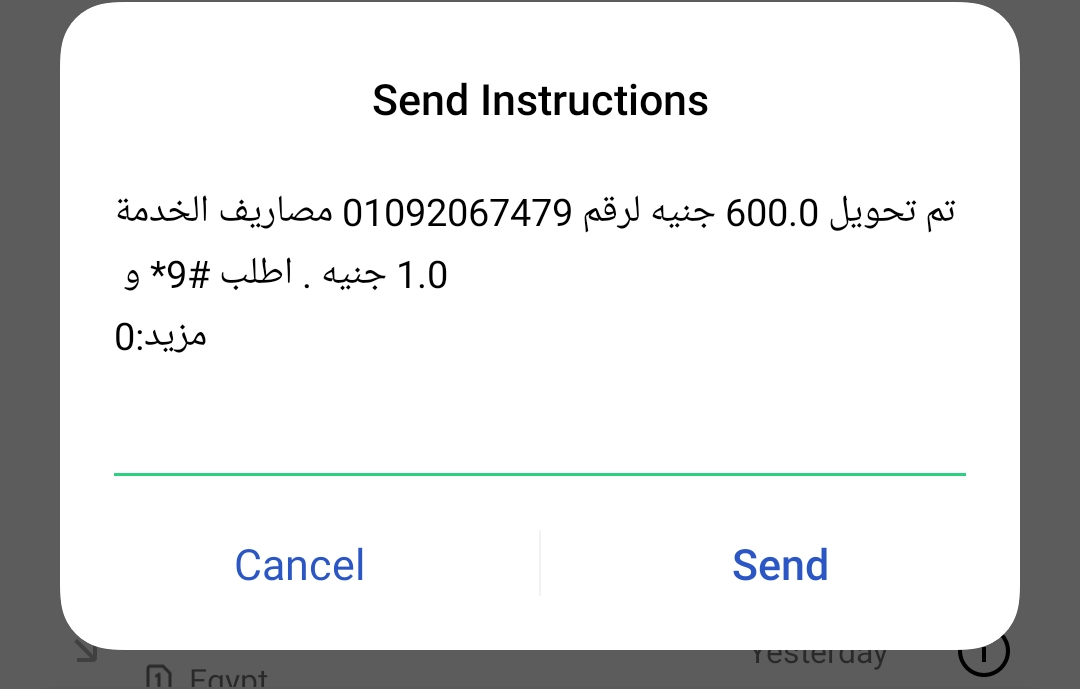 Send Instructions
تم تحويل 600.0 جنيه لرقم 01092067479 مصاريف الخدمة
1.0 جنيه . اطلب #9* و
مزيد:0
Cancel
Send
Yesterday
1 Egypt